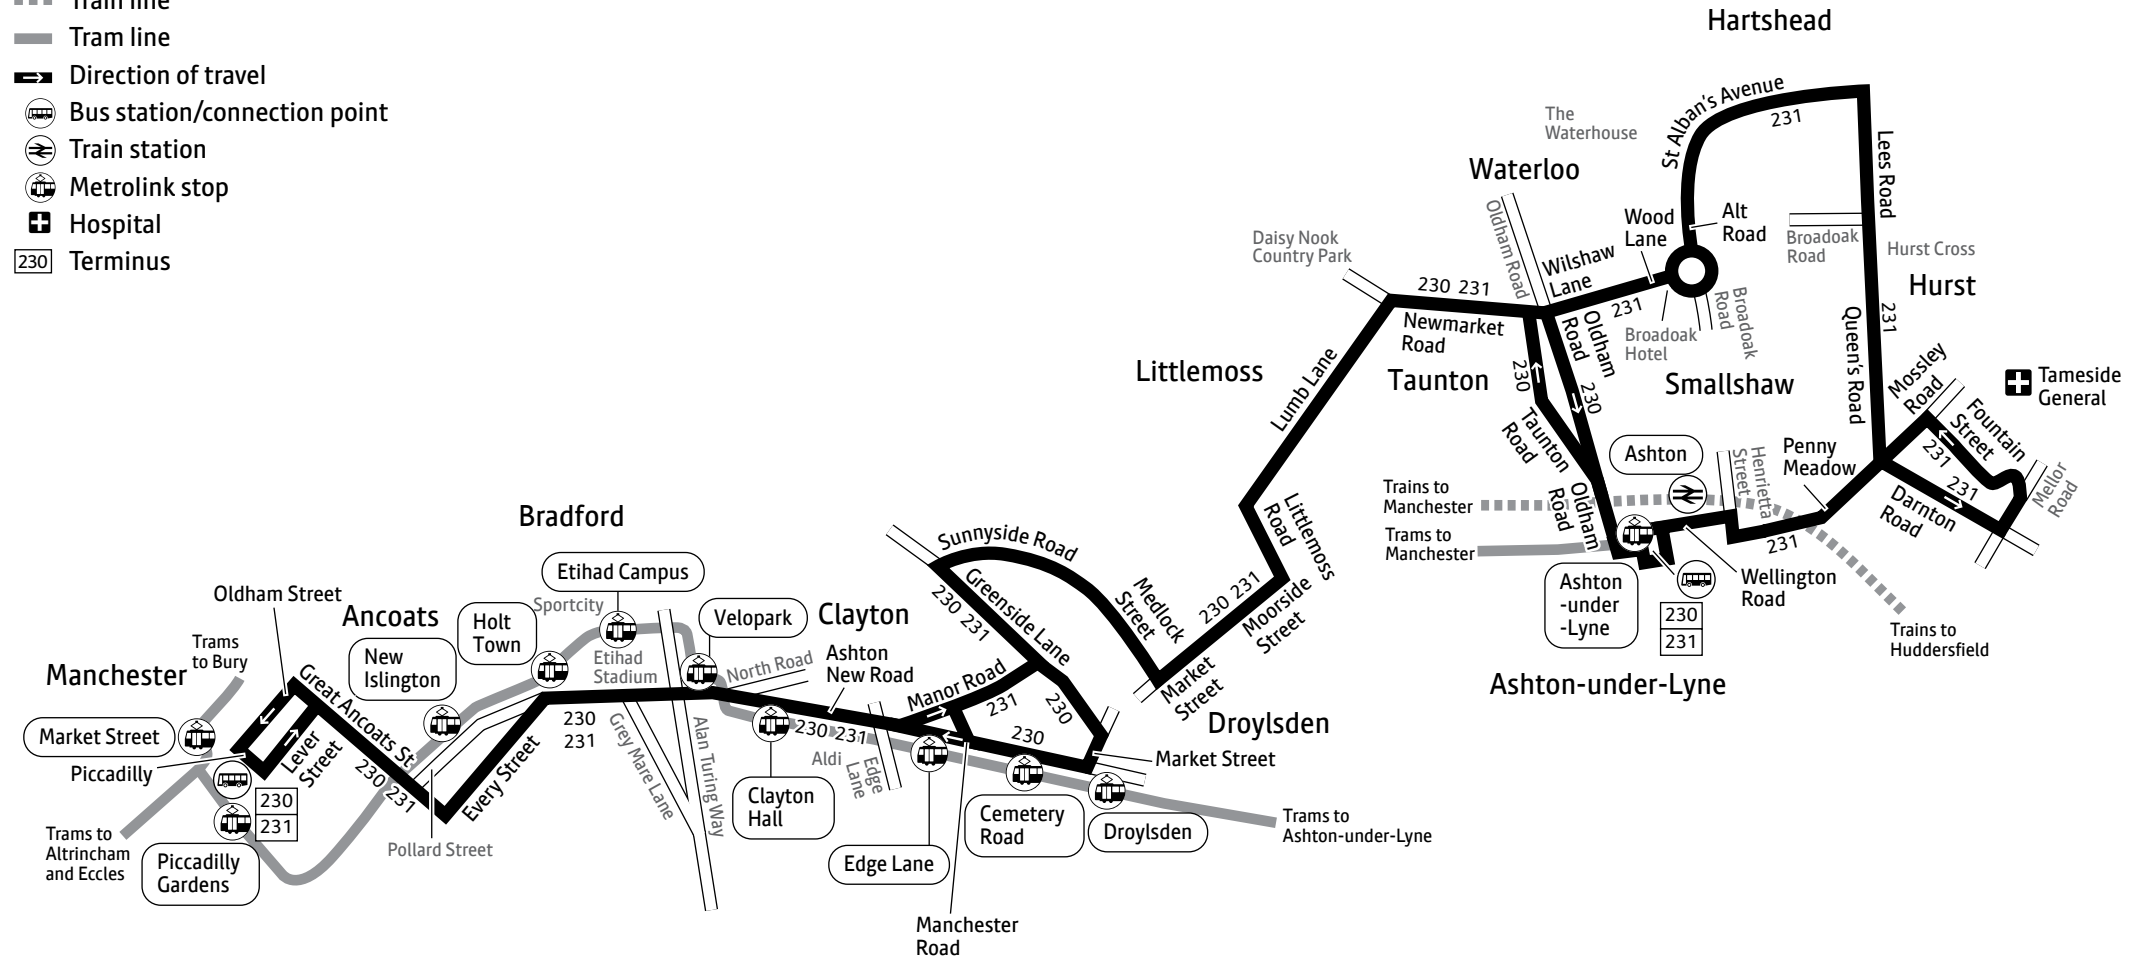 Train line
Tram line
Direction of travel
Bus station/connection point
Train station
Metrolink stop
Hospital
230 Terminus
Hartshead
St Alban's Avenue
231
The
Waterhouse
Lees Road
Waterloo
Oldham Road
Wood
Lane
Alt
Road
Broadoak
Road
Hurst Cross
Hurst
Daisy Nook
Country Park
Wilshaw
Lane
231
230 231
Newmarket
Road
Broadoak
Hotel
Broadoak
Road
Queen's Road
231
Littlemoss
Lumb Lane
Taunton
230
Oldham
Road
230
Smallshaw
Mossley
Road
Tameside
General
Fountain
Street
231
231
Mellor
Road
Darnton
Road
Penny
Meadow
Taunton
Road
Ashton
Henrietta
Street
Trains to
Manchester
Trams to
Manchester
Oldham
Road
231
Ashton
-under
-Lyne
Wellington
Road
230
231
Trains to
Huddersfield
Ashton-under-Lyne
Littlemoss
Road
230 231
Moorside
Street
Bradford
Sunnyside Road
Medlock
Street
Greenside Lane
230 231
Market
Street
Etihad Campus
Sportcity
Etihad
Stadium
Velopark
Clayton
Oldham Street
Ancoats
Holt
Town
New
Islington
Trams
to Bury
Manchester
Great Ancoats St
North Road
Ashton
New Road
Manor Road
231
230
Droylsden
Market Street
Piccadilly
Lever
Street
230 231
Every Street
230
231
Grey Mare Lane
Alan Turing Way
230 231
Aldi
Edge
Lane
230
Market Street
230
231
Clayton
Hall
Cemetery
Road
Droylsden
Trams to
Ashton-under-Lyne
Trams to
Altrincham
and Eccles
Piccadilly
Gardens
Pollard Street
Edge Lane
Manchester
Road